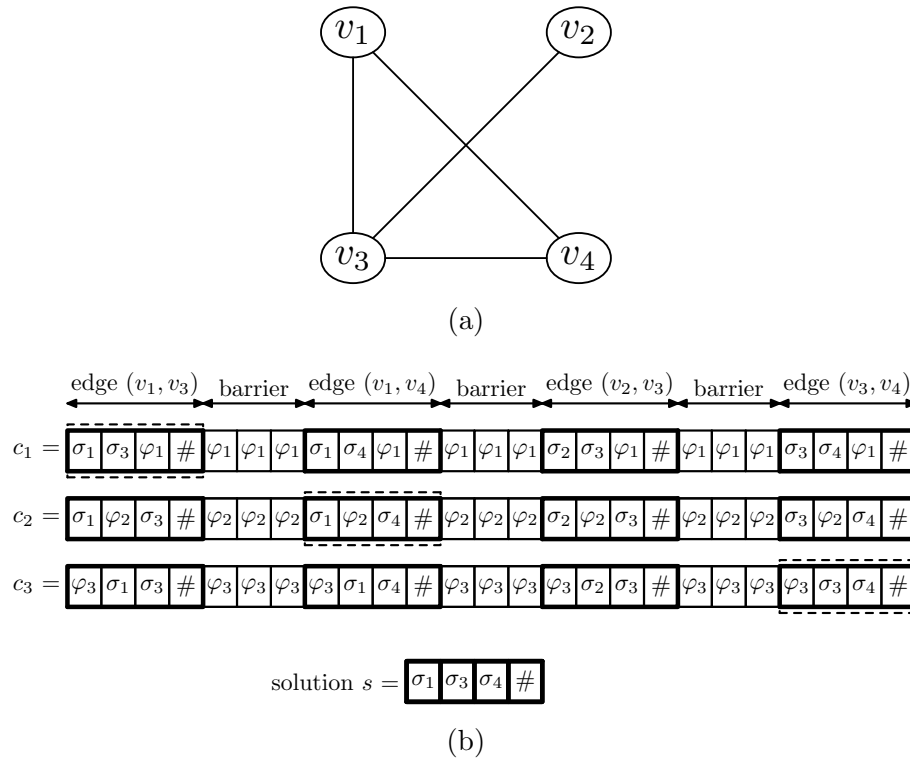 v₁ v₂
v₃ v₄
(a)
edge (v₁, v₃) barrier edge (v₁, v₄) barrier edge (v₂, v₃) barrier edge (v₃, v₄)
c₁ = σ₁ σ₃ φ₁ # φ₁ φ₁ φ₁ σ₁ σ₄ φ₁ # φ₁ φ₁ φ₁ σ₂ σ₃ φ₁ # φ₁ φ₁ φ₁ σ₃ σ₄ φ₁ #
c₂ = σ₁ φ₂ σ₃ # φ₂ φ₂ φ₂ σ₁ φ₂ σ₄ # φ₂ φ₂ φ₂ σ₂ φ₂ σ₃ # φ₂ φ₂ φ₂ σ₃ φ₂ σ₄ #
c₃ = φ₃ σ₁ σ₃ # φ₃ φ₃ φ₃ φ₃ σ₁ σ₄ # φ₃ φ₃ φ₃ φ₃ σ₂ σ₃ # φ₃ φ₃ φ₃ φ₃ σ₃ σ₄ #
solution s = σ₁ σ₃ σ₄ #
(b)